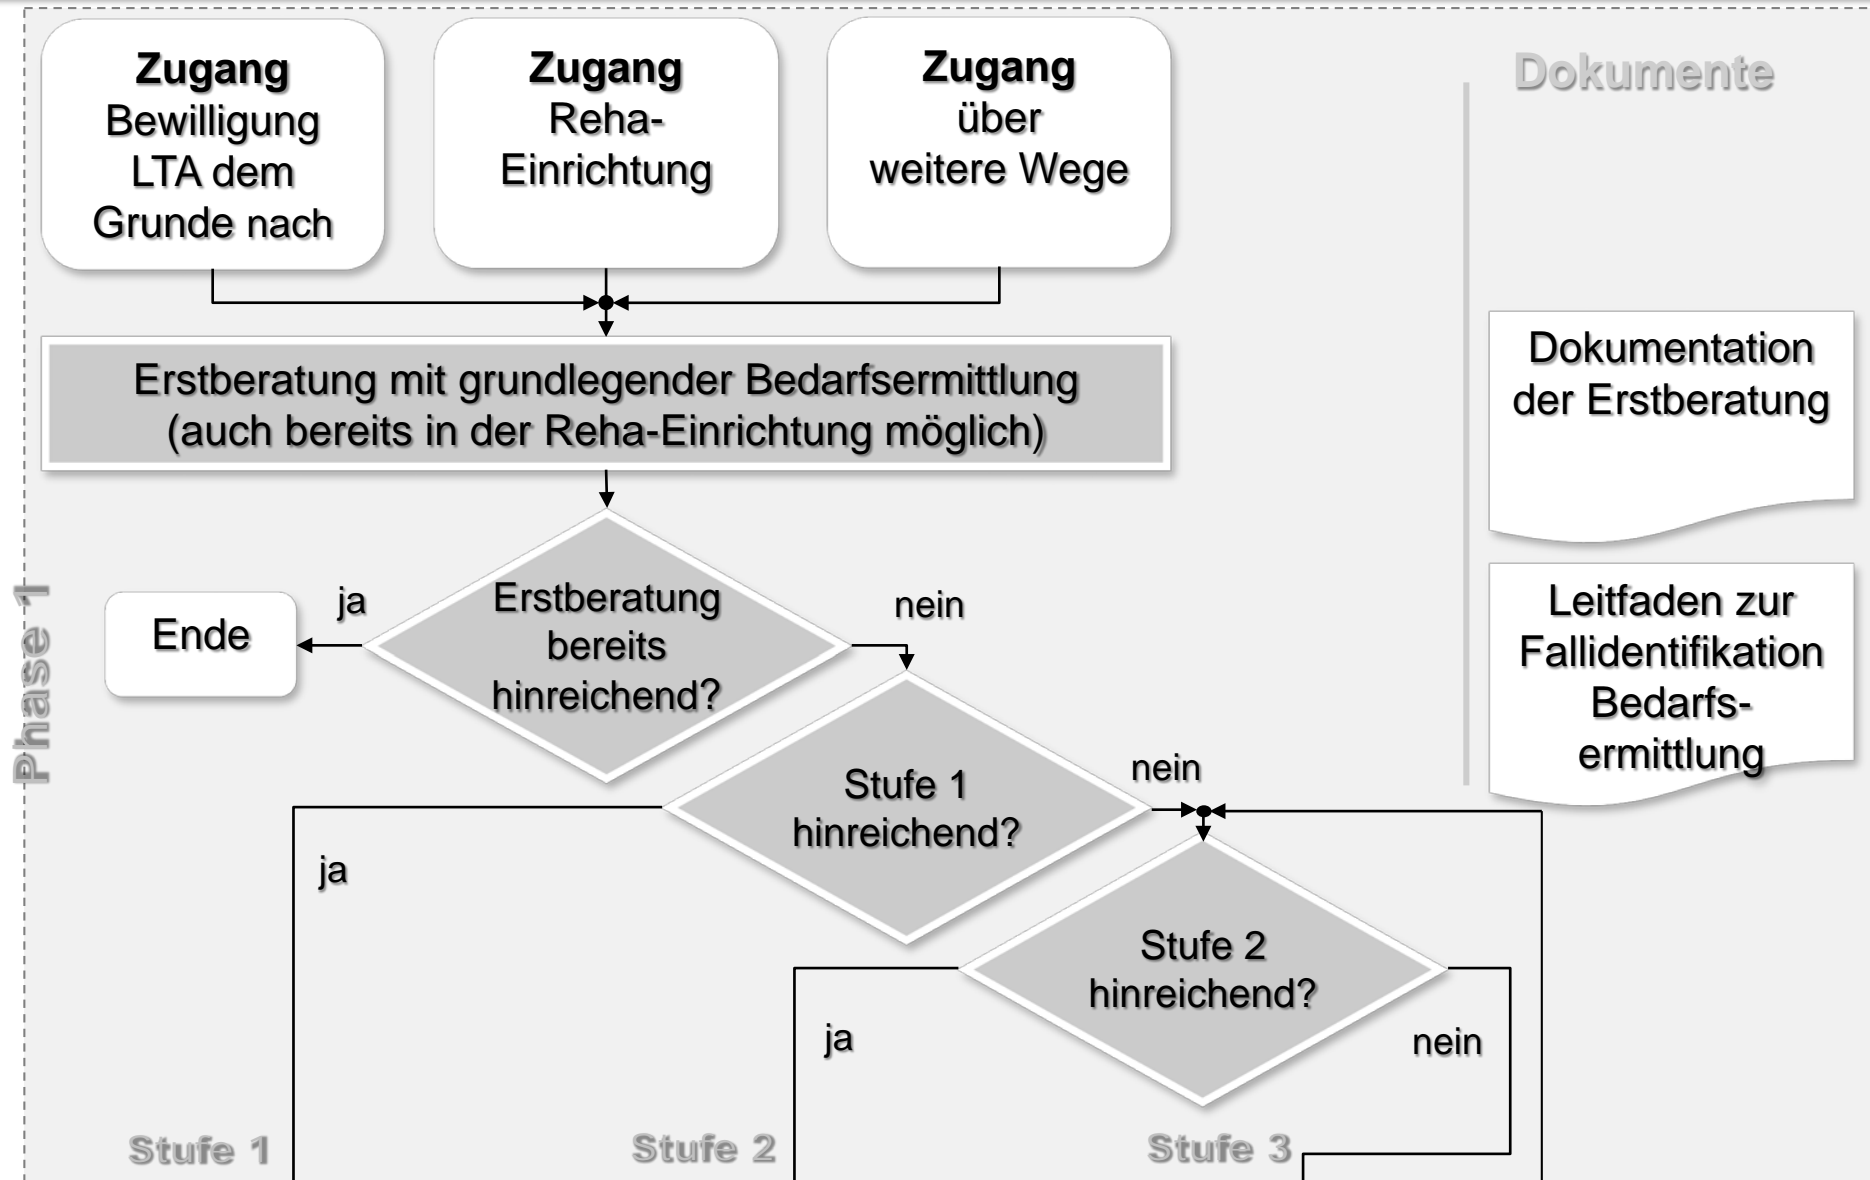 Zugang
Bewilligung
LTA dem
Grunde nach
Zugang
Reha-
Einrichtung
Zugang
über
weitere Wege
Dokumente
Erstberatung mit grundlegender Bedarfsermittlung
(auch bereits in der Reha-Einrichtung möglich)
Dokumentation
der Erstberatung
Leitfaden zur
Fallidentifikation
Bedarfs-
ermittlung
Phase 1
Ende
ja
Erstberatung
bereits
hinreichend?
nein
Stufe 1
hinreichend?
nein
ja
Stufe 2
hinreichend?
ja
nein
Stufe 1
Stufe 2
Stufe 3